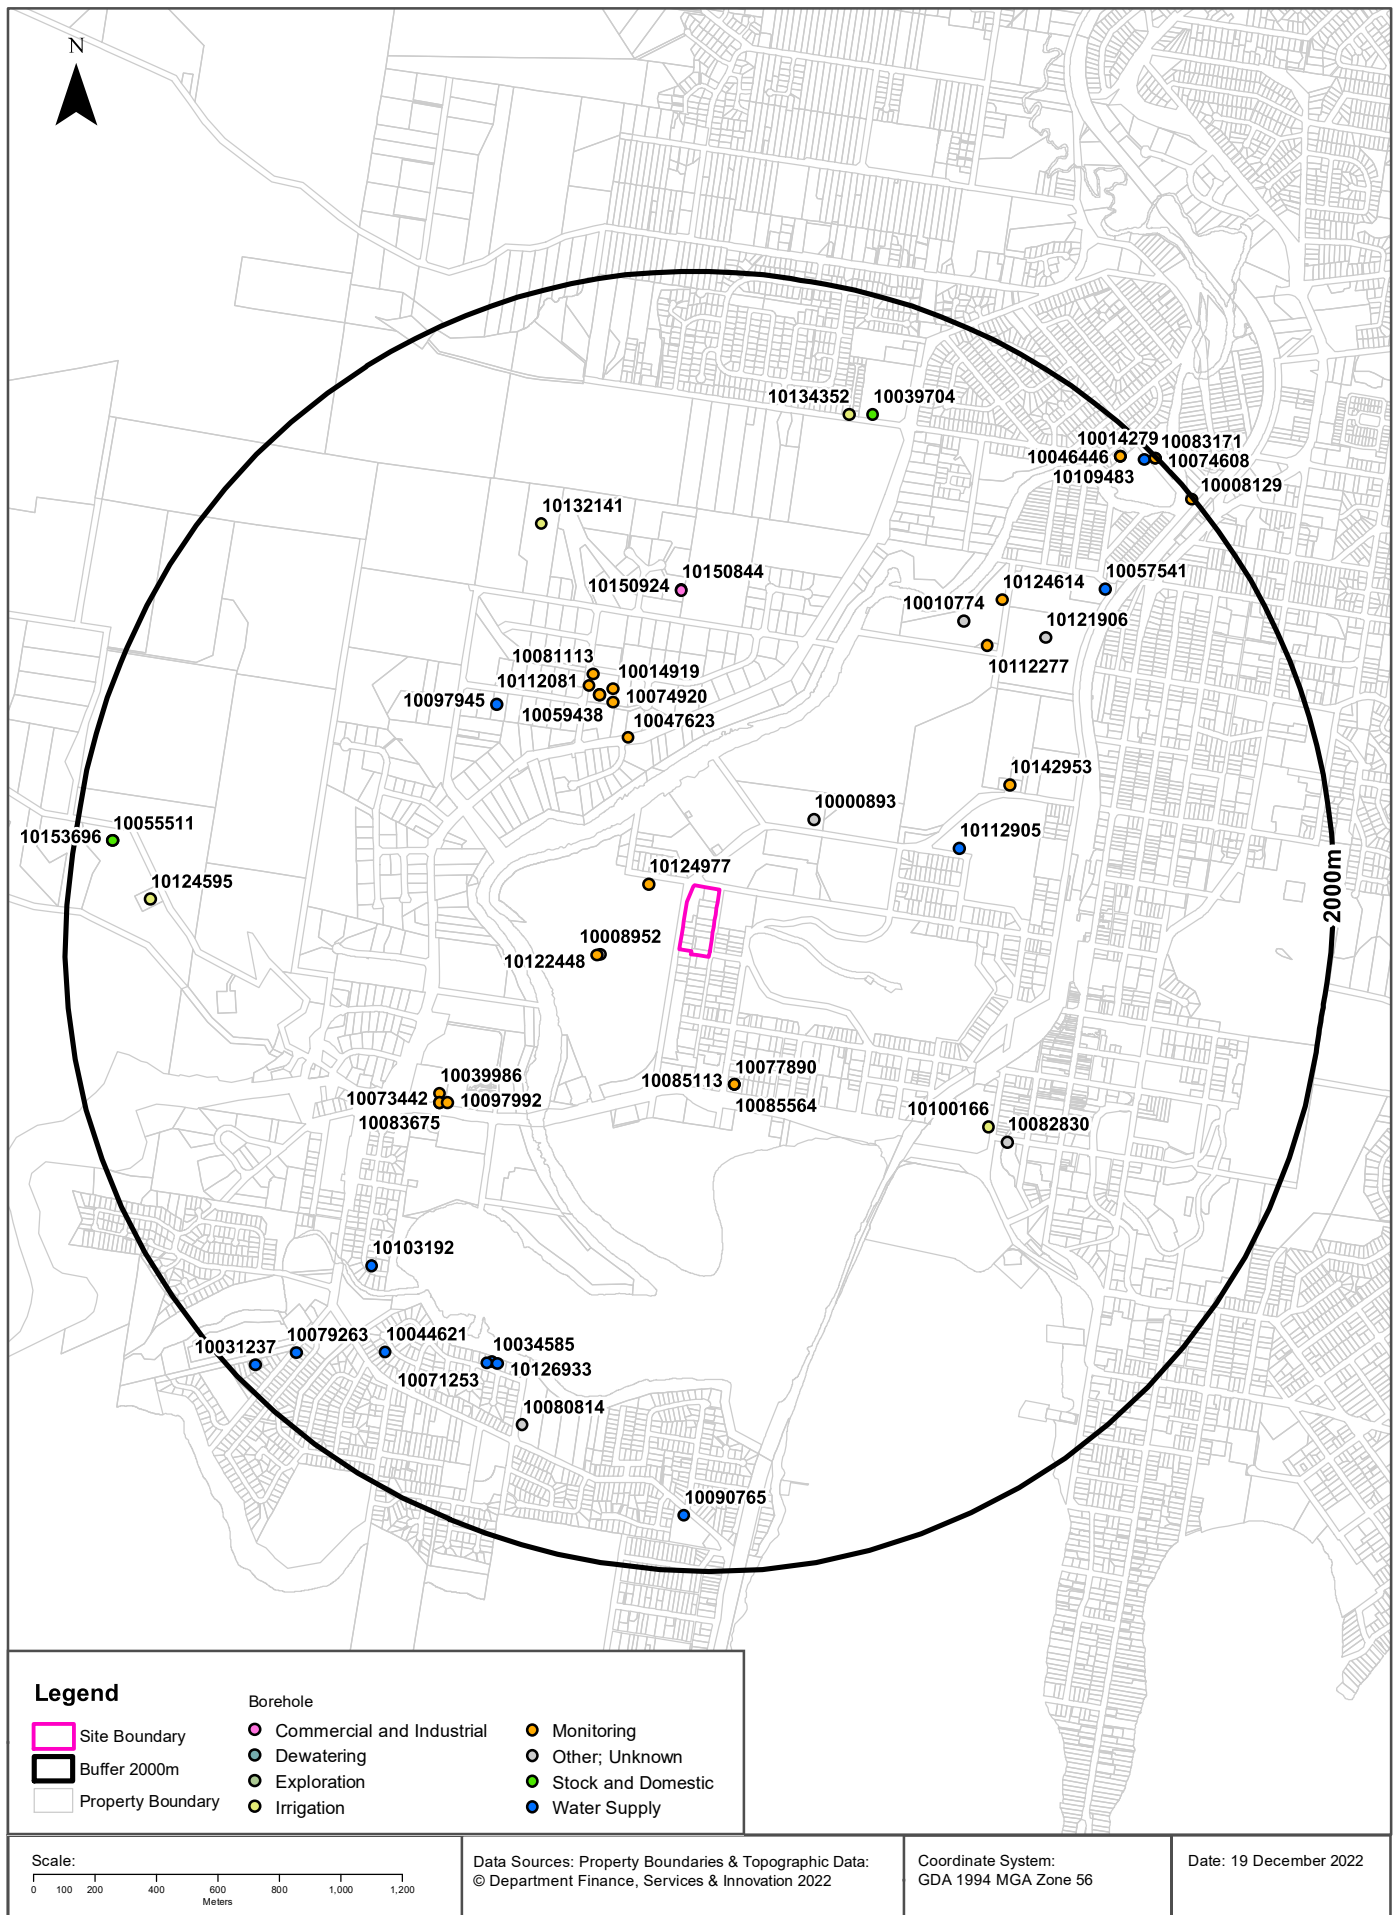 N
10134352
10039704
10014279
10083171
10046446
10074608
10109483
10008129
10132141
10150844
10150924
10057541
10124614
10010774
10121906
10112277
10081113
10014919
10112081
10074920
10097945
10059438
10047623
10142953
10000893
10112905
10055511
10153696
10124977
10124595
2000m
10008952
10122448
10039986
10077890
10085113
10073442
10097992
10085564
10083675
10100166
10082830
10103192
10079263
10044621
10034585
10031237
10126933
10071253
10080814
10090765
Legend
Site Boundary
Buffer 2000m
Property Boundary
Borehole
Commercial and Industrial
Dewatering
Exploration
Irrigation
Monitoring
Other; Unknown
Stock and Domestic
Water Supply
Scale:
0 100 200 400 600 800 1,000 1,200
Meters
Data Sources: Property Boundaries & Topographic Data:
© Department Finance, Services & Innovation 2022
Coordinate System:
GDA 1994 MGA Zone 56
Date: 19 December 2022